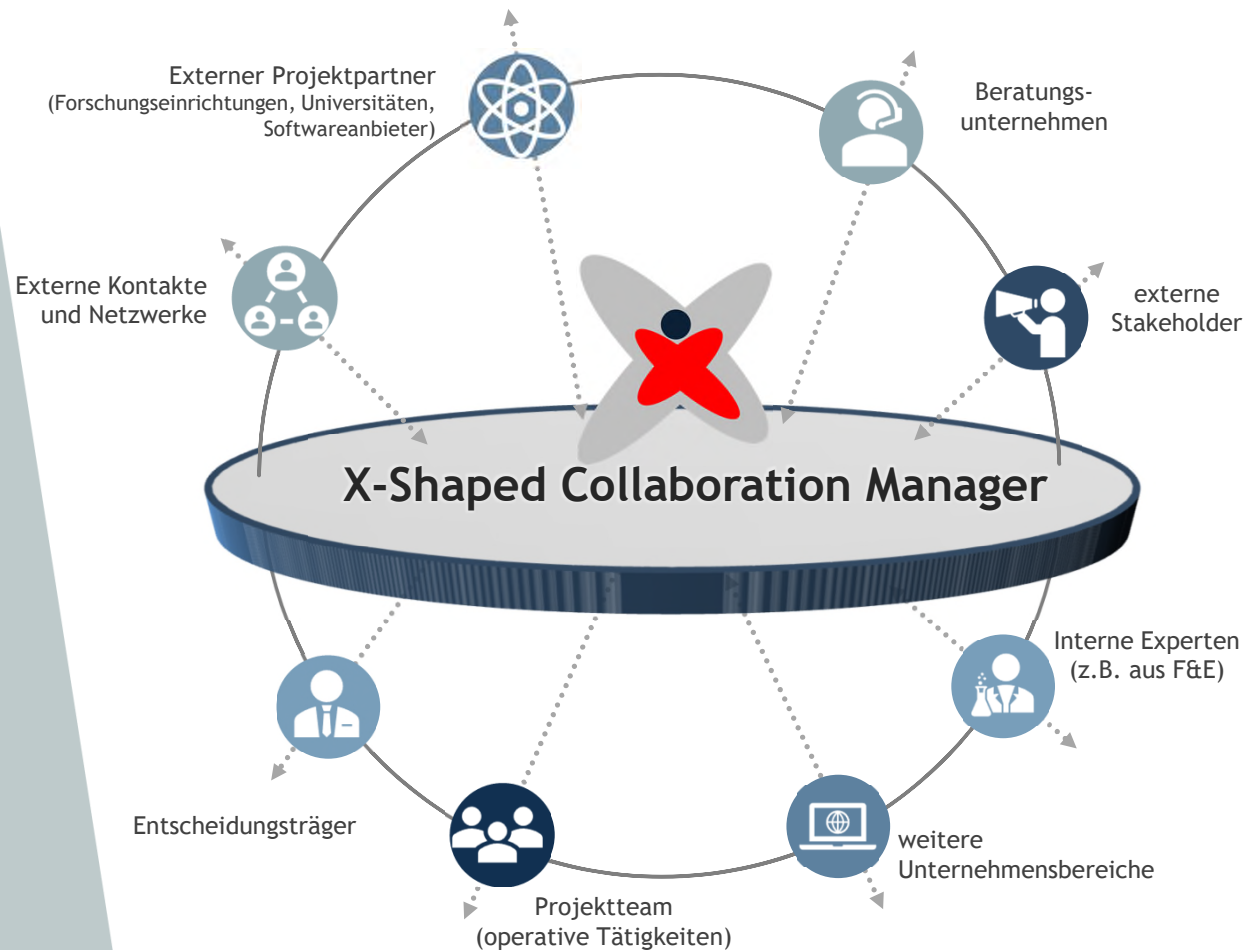 Externer Projektpartner
(Forschungseinrichtungen, Universitäten,
Softwareanbieter)
Beratungs-
unternehmen
Externe Kontakte
und Netzwerke
externe
Stakeholder
X-Shaped Collaboration Manager
Interne Experten
(z.B. aus F&E)
Entscheidungsträger
weitere
Unternehmensbereiche
Projektteam
(operative Tätigkeiten)